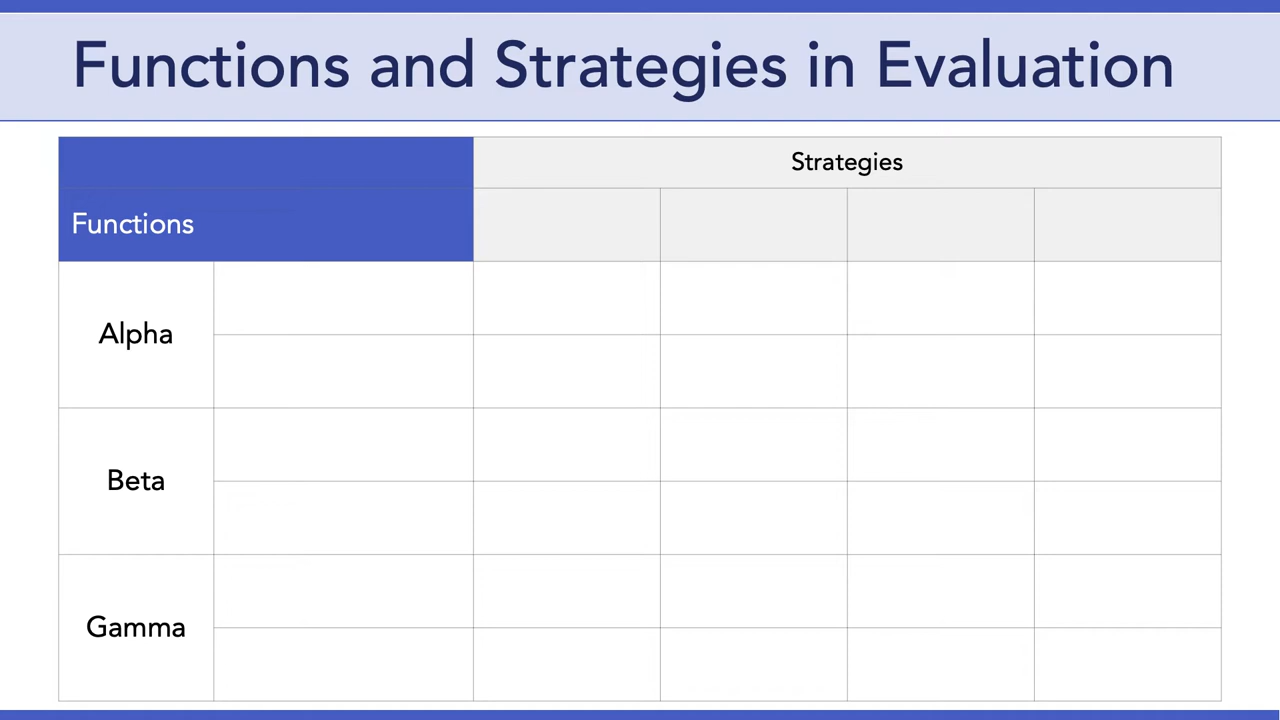 Functions and Strategies in Evaluation
Strategies
Functions
Alpha
Beta
Gamma